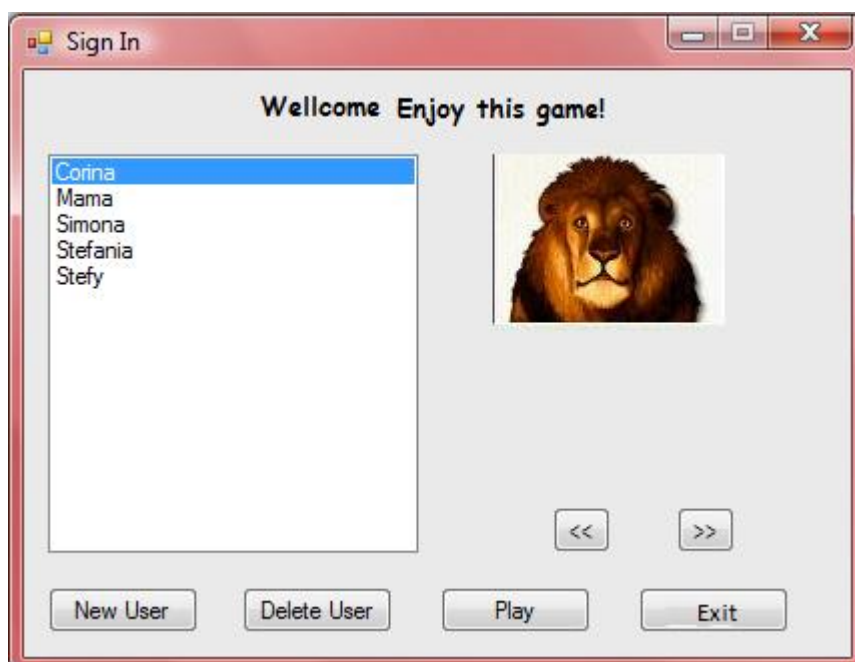 Sign In
Wellcome Enjoy this game!
Corina
Mama
Simona
Stefania
Stefy
<< >>
New User Delete User Play Exit